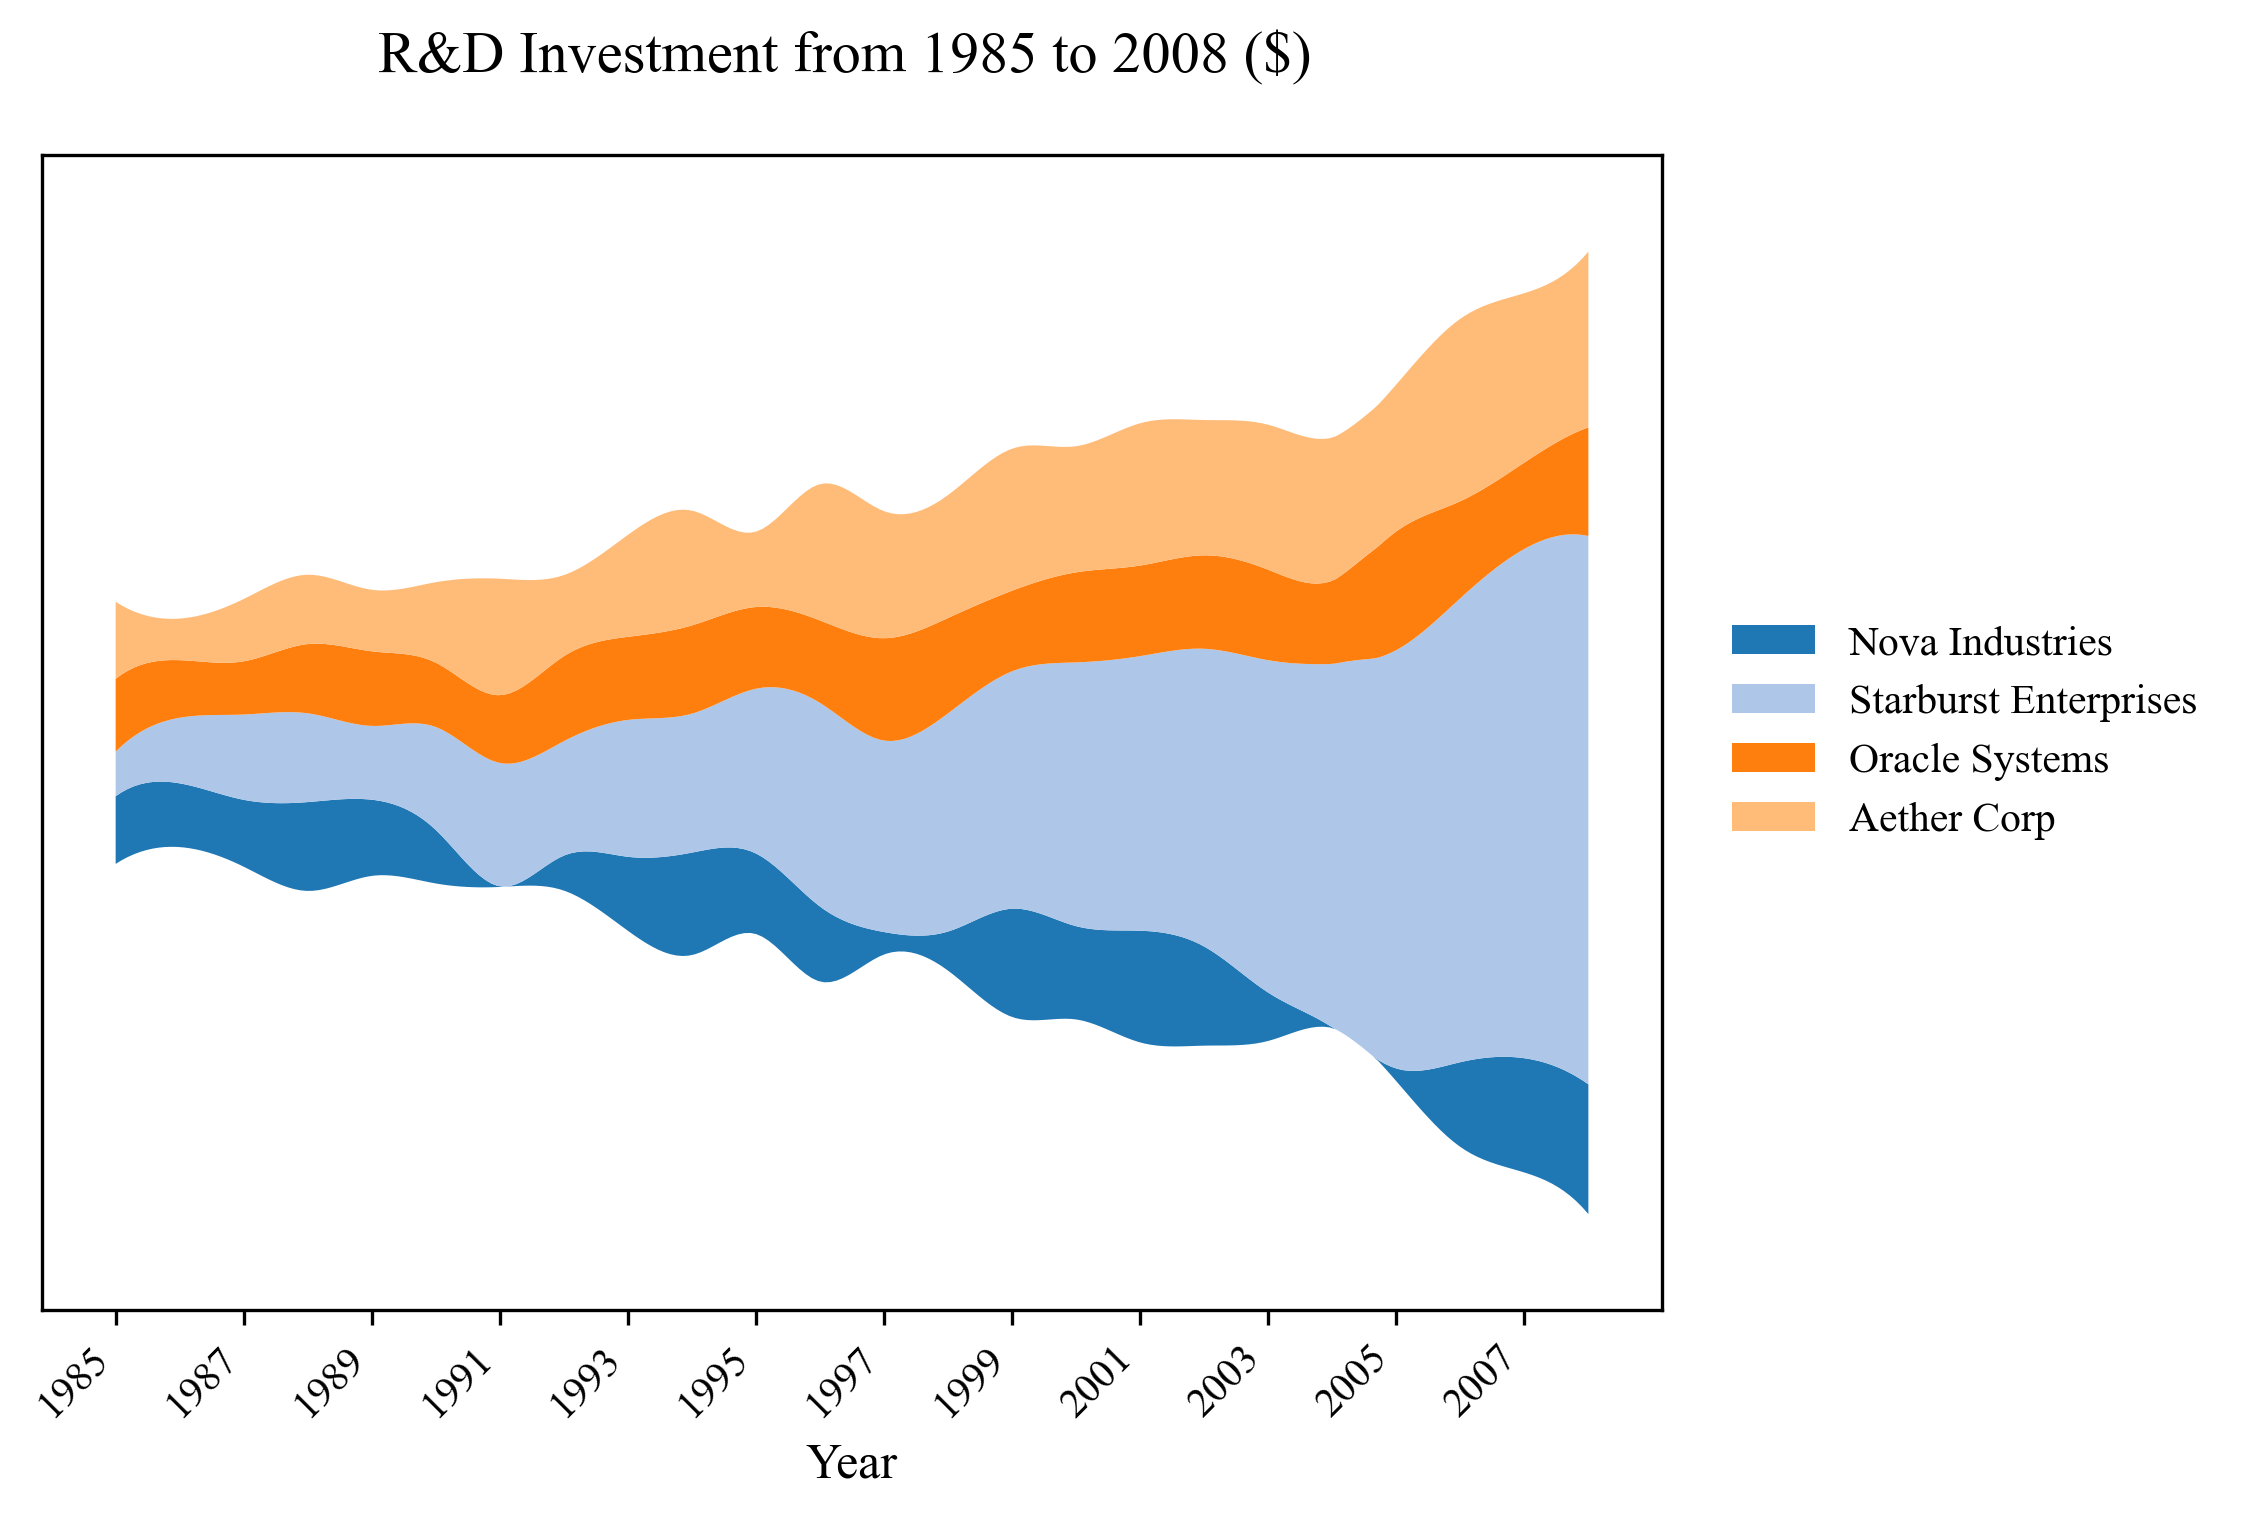 R&D Investment from 1985 to 2008 ($)
Nova Industries
Starburst Enterprises
Oracle Systems
Aether Corp
1985
1987
1989
1991
1993
1995
1997
1999
2001
2003
2005
2007
Year